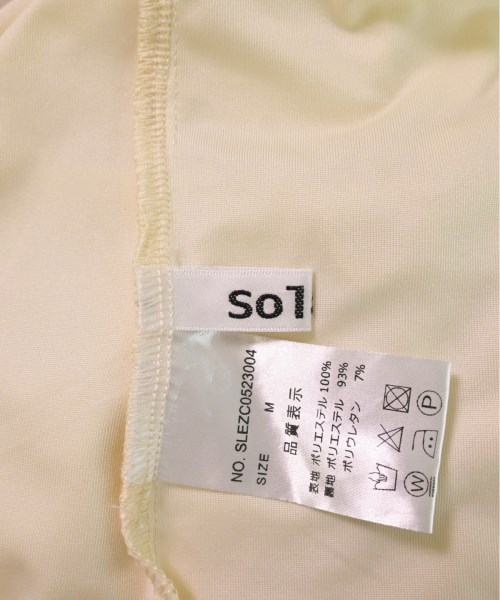 SoL
NO. SLEZC0523004
SIZE M
品質表示
表地 ポリエステル 100%
裏地 ポリエステル 93%
ポリウレタン 7%
P
W